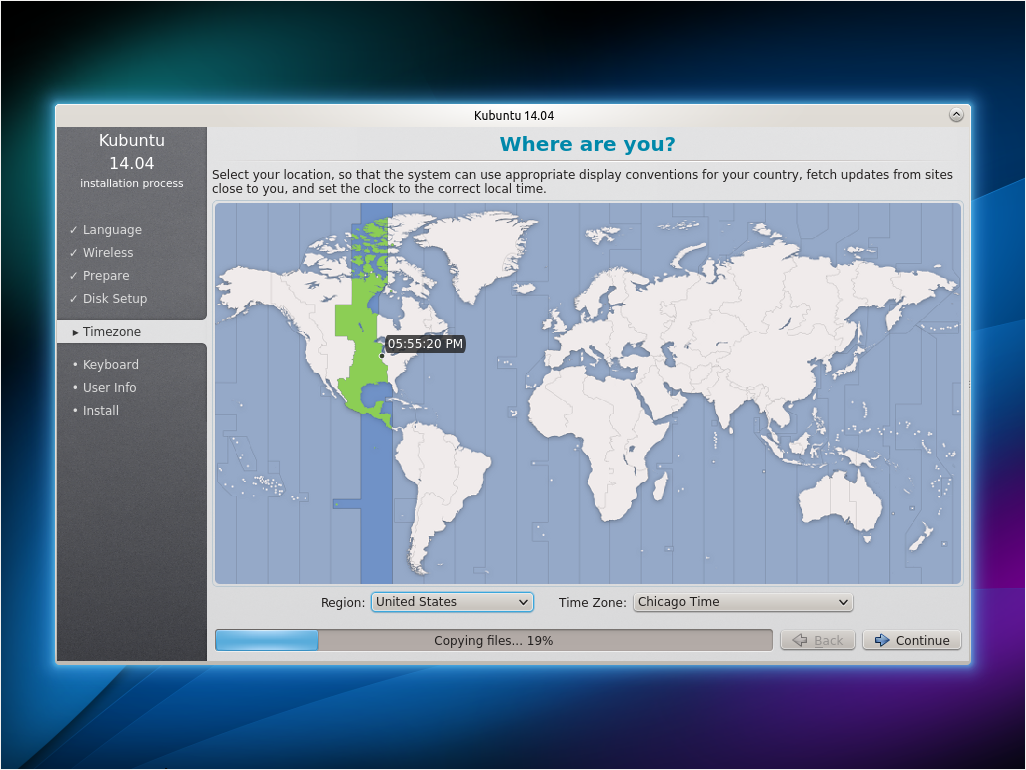 Kubuntu 14.04
Kubuntu
14.04
installation process
✓ Language
✓ Wireless
✓ Prepare
✓ Disk Setup
▸ Timezone
• Keyboard
• User Info
• Install
Where are you?
Select your location, so that the system can use appropriate display conventions for your country, fetch updates from sites
close to you, and set the clock to the correct local time.
05:55:20 PM
Region: United States Time Zone: Chicago Time
Copying files... 19% Back Continue